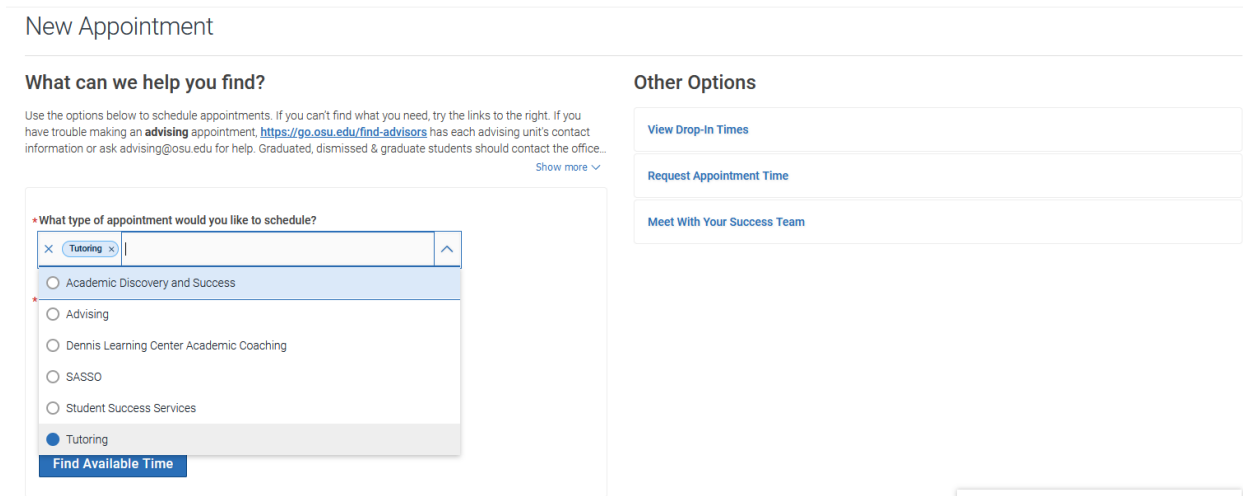 New Appointment
What can we help you find?
Use the options below to schedule appointments. If you can't find what you need, try the links to the right. If you
have trouble making an advising appointment, https://go.osu.edu/find-advisors has each advising unit's contact
information or ask advising@osu.edu for help. Graduated, dismissed & graduate students should contact the office...
Show more
*What type of appointment would you like to schedule?
Tutoring ×
Academic Discovery and Success
*
Advising
Dennis Learning Center Academic Coaching
SASSO
Student Success Services
Tutoring
Find Available Time
Other Options
View Drop-In Times
Request Appointment Time
Meet With Your Success Team